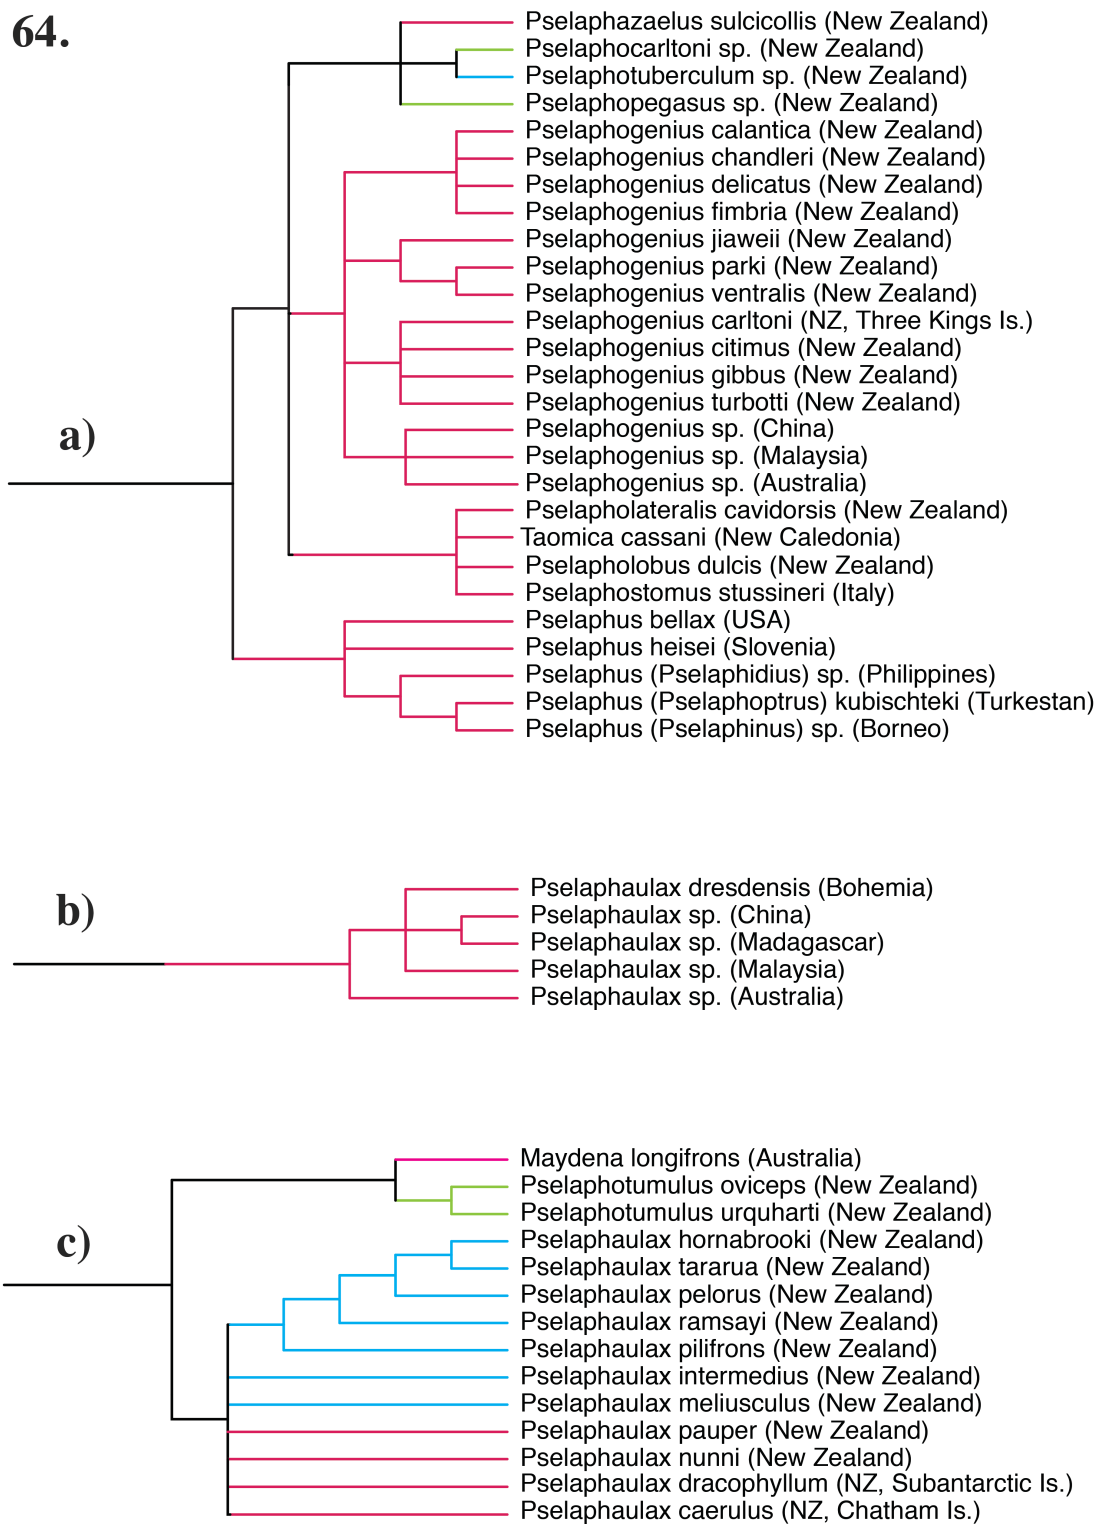 64.
Pselaphazaelus sulcicollis (New Zealand)
Pselaphocarltoni sp. (New Zealand)
Pselaphotuberculum sp. (New Zealand)
Pselaphopegasus sp. (New Zealand)
Pselaphogenius calantica (New Zealand)
Pselaphogenius chandleri (New Zealand)
Pselaphogenius delicatus (New Zealand)
Pselaphogenius fimbria (New Zealand)
Pselaphogenius jiaweii (New Zealand)
Pselaphogenius parki (New Zealand)
Pselaphogenius ventralis (New Zealand)
Pselaphogenius carltoni (NZ, Three Kings Is.)
Pselaphogenius citimus (New Zealand)
Pselaphogenius gibbus (New Zealand)
Pselaphogenius turbotti (New Zealand)
a)
Pselaphogenius sp. (China)
Pselaphogenius sp. (Malaysia)
Pselaphogenius sp. (Australia)
Pselapholateralis cavidorsis (New Zealand)
Taomica cassani (New Caledonia)
Pselapholobus dulcis (New Zealand)
Pselaphostomus stussineri (Italy)
Pselaphus bellax (USA)
Pselaphus heisei (Slovenia)
Pselaphus (Pselaphidius) sp. (Philippines)
Pselaphus (Pselaphoptrus) kubischteki (Turkestan)
Pselaphus (Pselaphinus) sp. (Borneo)
b)
Pselaphaulax dresdensis (Bohemia)
Pselaphaulax sp. (China)
Pselaphaulax sp. (Madagascar)
Pselaphaulax sp. (Malaysia)
Pselaphaulax sp. (Australia)
Maydena longifrons (Australia)
Pselaphotumulus oviceps (New Zealand)
Pselaphotumulus urquharti (New Zealand)
c)
Pselaphaulax hornabrooki (New Zealand)
Pselaphaulax tararua (New Zealand)
Pselaphaulax pelorus (New Zealand)
Pselaphaulax ramsayi (New Zealand)
Pselaphaulax pilifrons (New Zealand)
Pselaphaulax intermedius (New Zealand)
Pselaphaulax meliusculus (New Zealand)
Pselaphaulax pauper (New Zealand)
Pselaphaulax nunni (New Zealand)
Pselaphaulax dracophyllum (NZ, Subantarctic Is.)
Pselaphaulax caerulus (NZ, Chatham Is.)